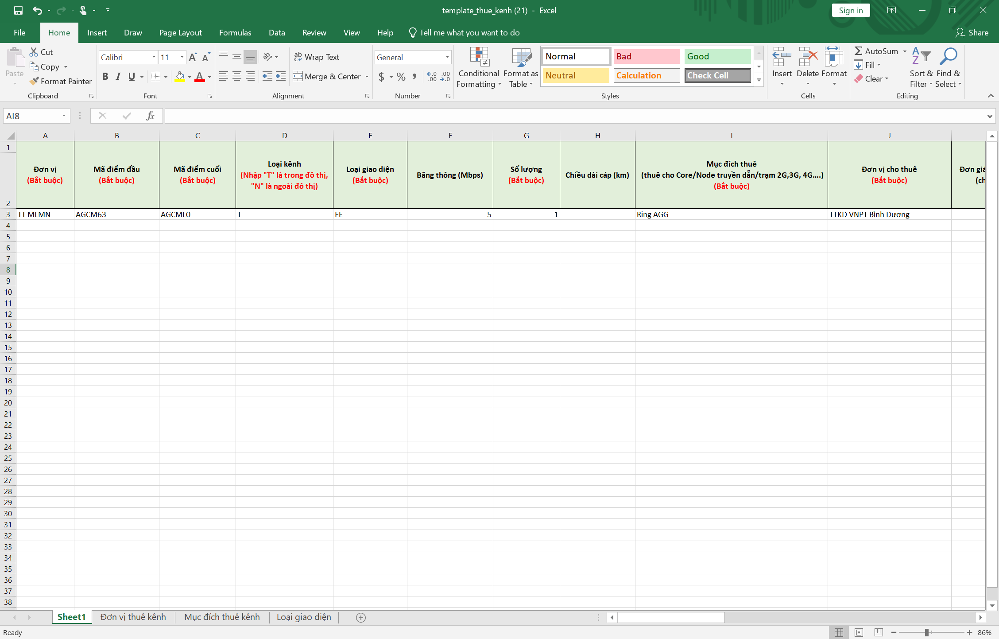 template_thue_kenh (21) - Excel
Sign in
File Home Insert Draw Page Layout Formulas Data Review View Help Tell me what you want to do Share
Paste
Cut
Copy
Format Painter
Clipboard
Calibri 11
B I U
Font
Wrap Text
Merge & Center
Alignment
General
$ % ,
Number
Conditional Formatting
Format as Table
Normal Bad Good
Neutral Calculation Check Cell
Styles
Insert Delete Format
Cells
AutoSum
Fill
Clear
Sort & Filter
Find & Select
Editing
AI8
fx
A B C D E F G H I J
1
2
Đơn vị
(Bắt buộc)
Mã điểm đầu
(Bắt buộc)
Mã điểm cuối
(Bắt buộc)
Loại kênh
(Nhập "T" là trong đô thị,
"N" là ngoài đô thị)
Loại giao diện
(Bắt buộc)
Băng thông (Mbps)
Số lượng
(Bắt buộc)
Chiều dài cáp (km)
Mục đích thuê
(thuê cho Core/Node truyền dẫn/trạm 2G,3G, 4G....)
(Bắt buộc)
Đơn vị cho thuê
(Bắt buộc)
Đơn giá
(ch
3 TT MLMN AGCM63 AGCML0 T FE 5 1 Ring AGG TTKD VNPT Bình Dương
4
5
6
7
8
9
10
11
12
13
14
15
16
17
18
19
20
21
22
23
24
25
26
27
28
29
30
31
32
33
34
35
36
37
38
Sheet1 Đơn vị thuê kênh Mục đích thuê kênh Loại giao diện
Ready
86%